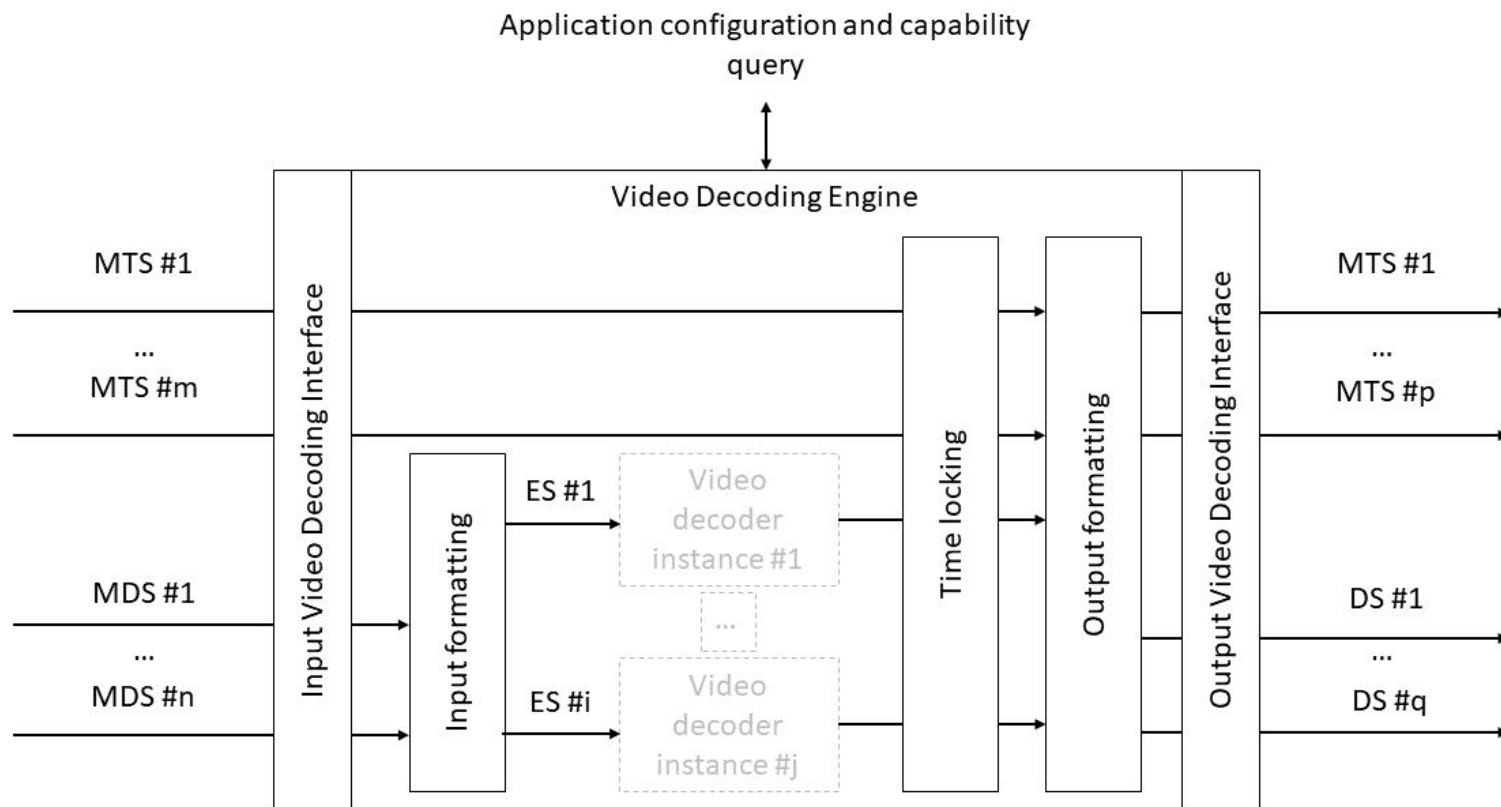 Application configuration and capability
query
Video Decoding Engine
MTS #1
...
MTS #m
MDS #1
...
MDS #n
Input Video Decoding Interface
Input formatting
ES #1
ES #i
Video
decoder
instance #1
...
Video
decoder
instance #j
Time locking
Output formatting
Output Video Decoding Interface
MTS #1
...
MTS #p
DS #1
...
DS #q